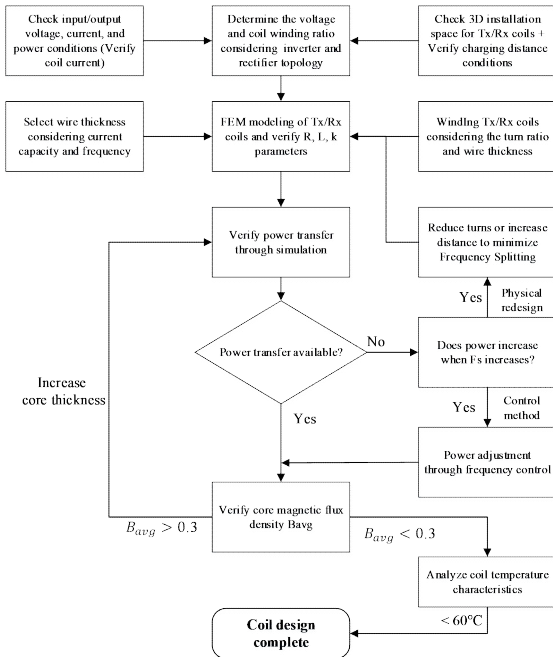 Check input/output
voltage, current, and
power conditions (Verify
coil current)
Determine the voltage
and coil winding ratio
considering inverter and
rectifier topology
Check 3D installation
space for Tx/Rx coils +
Verify charging distance
conditions
Select wire thickness
considering current
capacity and frequency
FEM modeling of Tx/Rx
coils and verify R, L, k
parameters
WindIng Tx/Rx coils
considering the turn ratio
and wire thickness
Verify power transfer
through simulation
Reduce turns or increase
distance to minimize
Frequency Splitting
Yes
Physical
redesign
Power transfer available?
No
Does power increase
when Fs increases?
Increase
core thickness
Yes
Yes
Control
method
Power adjustment
through frequency control
Verify core magnetic flux
density Bavg
Bavg > 0.3
Bavg < 0.3
Analyze coil temperature
characteristics
<60°C
Coil design
complete